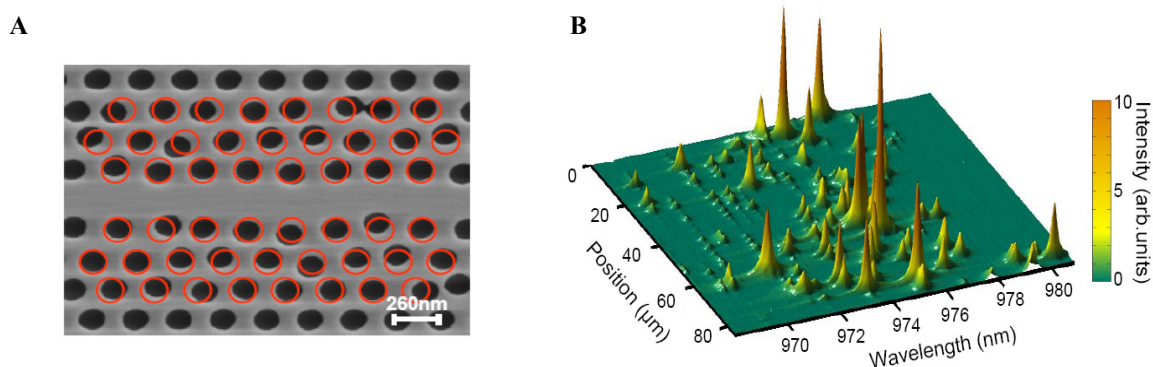 A
B
260nm
0
20
40
60
80
Position (µm)
970
972
974
976
978
980
Wavelength (nm)
10
5
0
Intensity (arb.units)